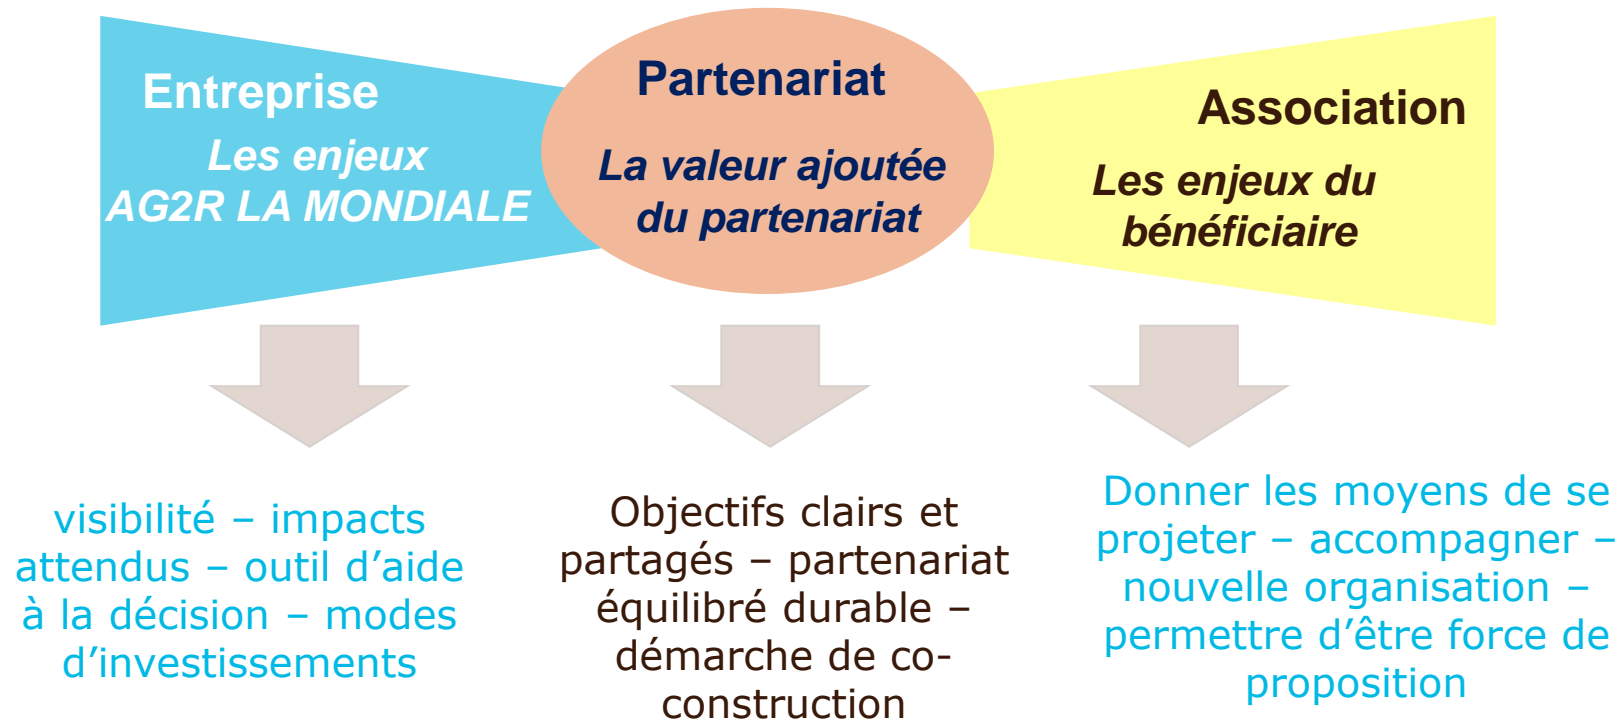 Entreprise
Les enjeux
AG2R LA MONDIALE
Partenariat
La valeur ajoutée
du partenariat
Association
Les enjeux du
bénéficiaire
visibilité – impacts
attendus – outil d’aide
à la décision – modes
d’investissements
Objectifs clairs et
partagés – partenariat
équilibré durable –
démarche de co-
construction
Donner les moyens de se
projeter – accompagner –
nouvelle organisation –
permettre d’être force de
proposition